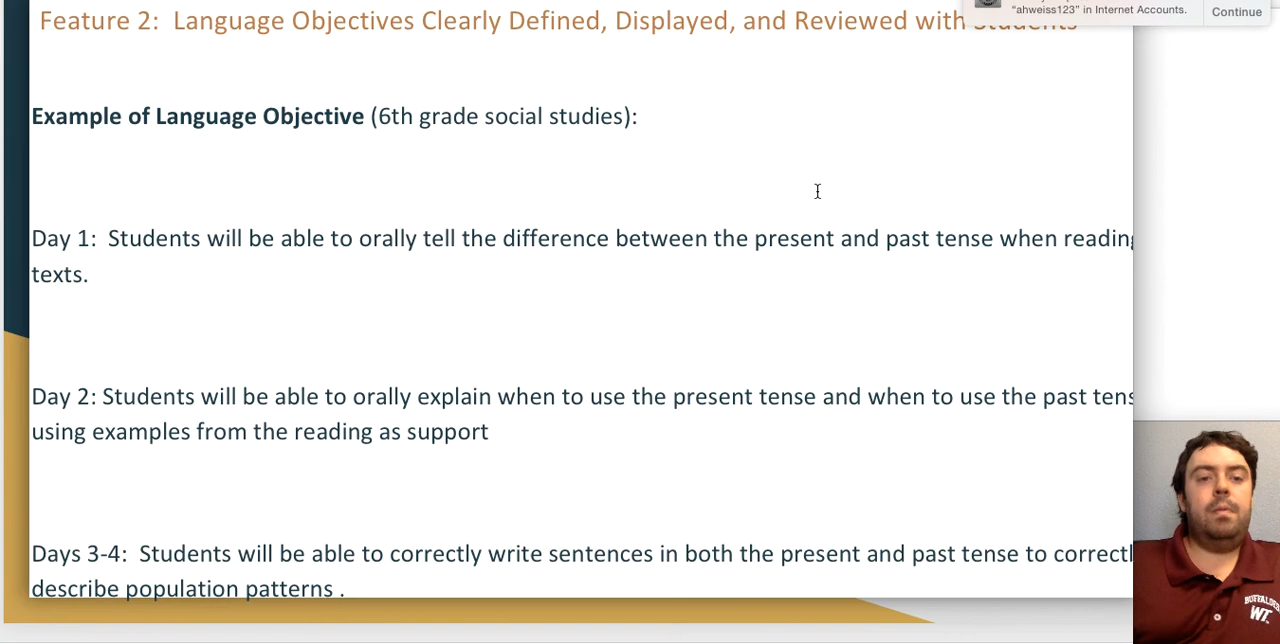 Feature 2:  Language Objectives Clearly Defined, Displayed, and Reviewed with Students
"ahweiss123" in Internet Accounts.
Continue
Example of Language Objective (6th grade social studies):
Day 1:  Students will be able to orally tell the difference between the present and past tense when reading
texts.
Day 2: Students will be able to orally explain when to use the present tense and when to use the past tens
using examples from the reading as support
Days 3-4:  Students will be able to correctly write sentences in both the present and past tense to correctl
describe population patterns .
WT